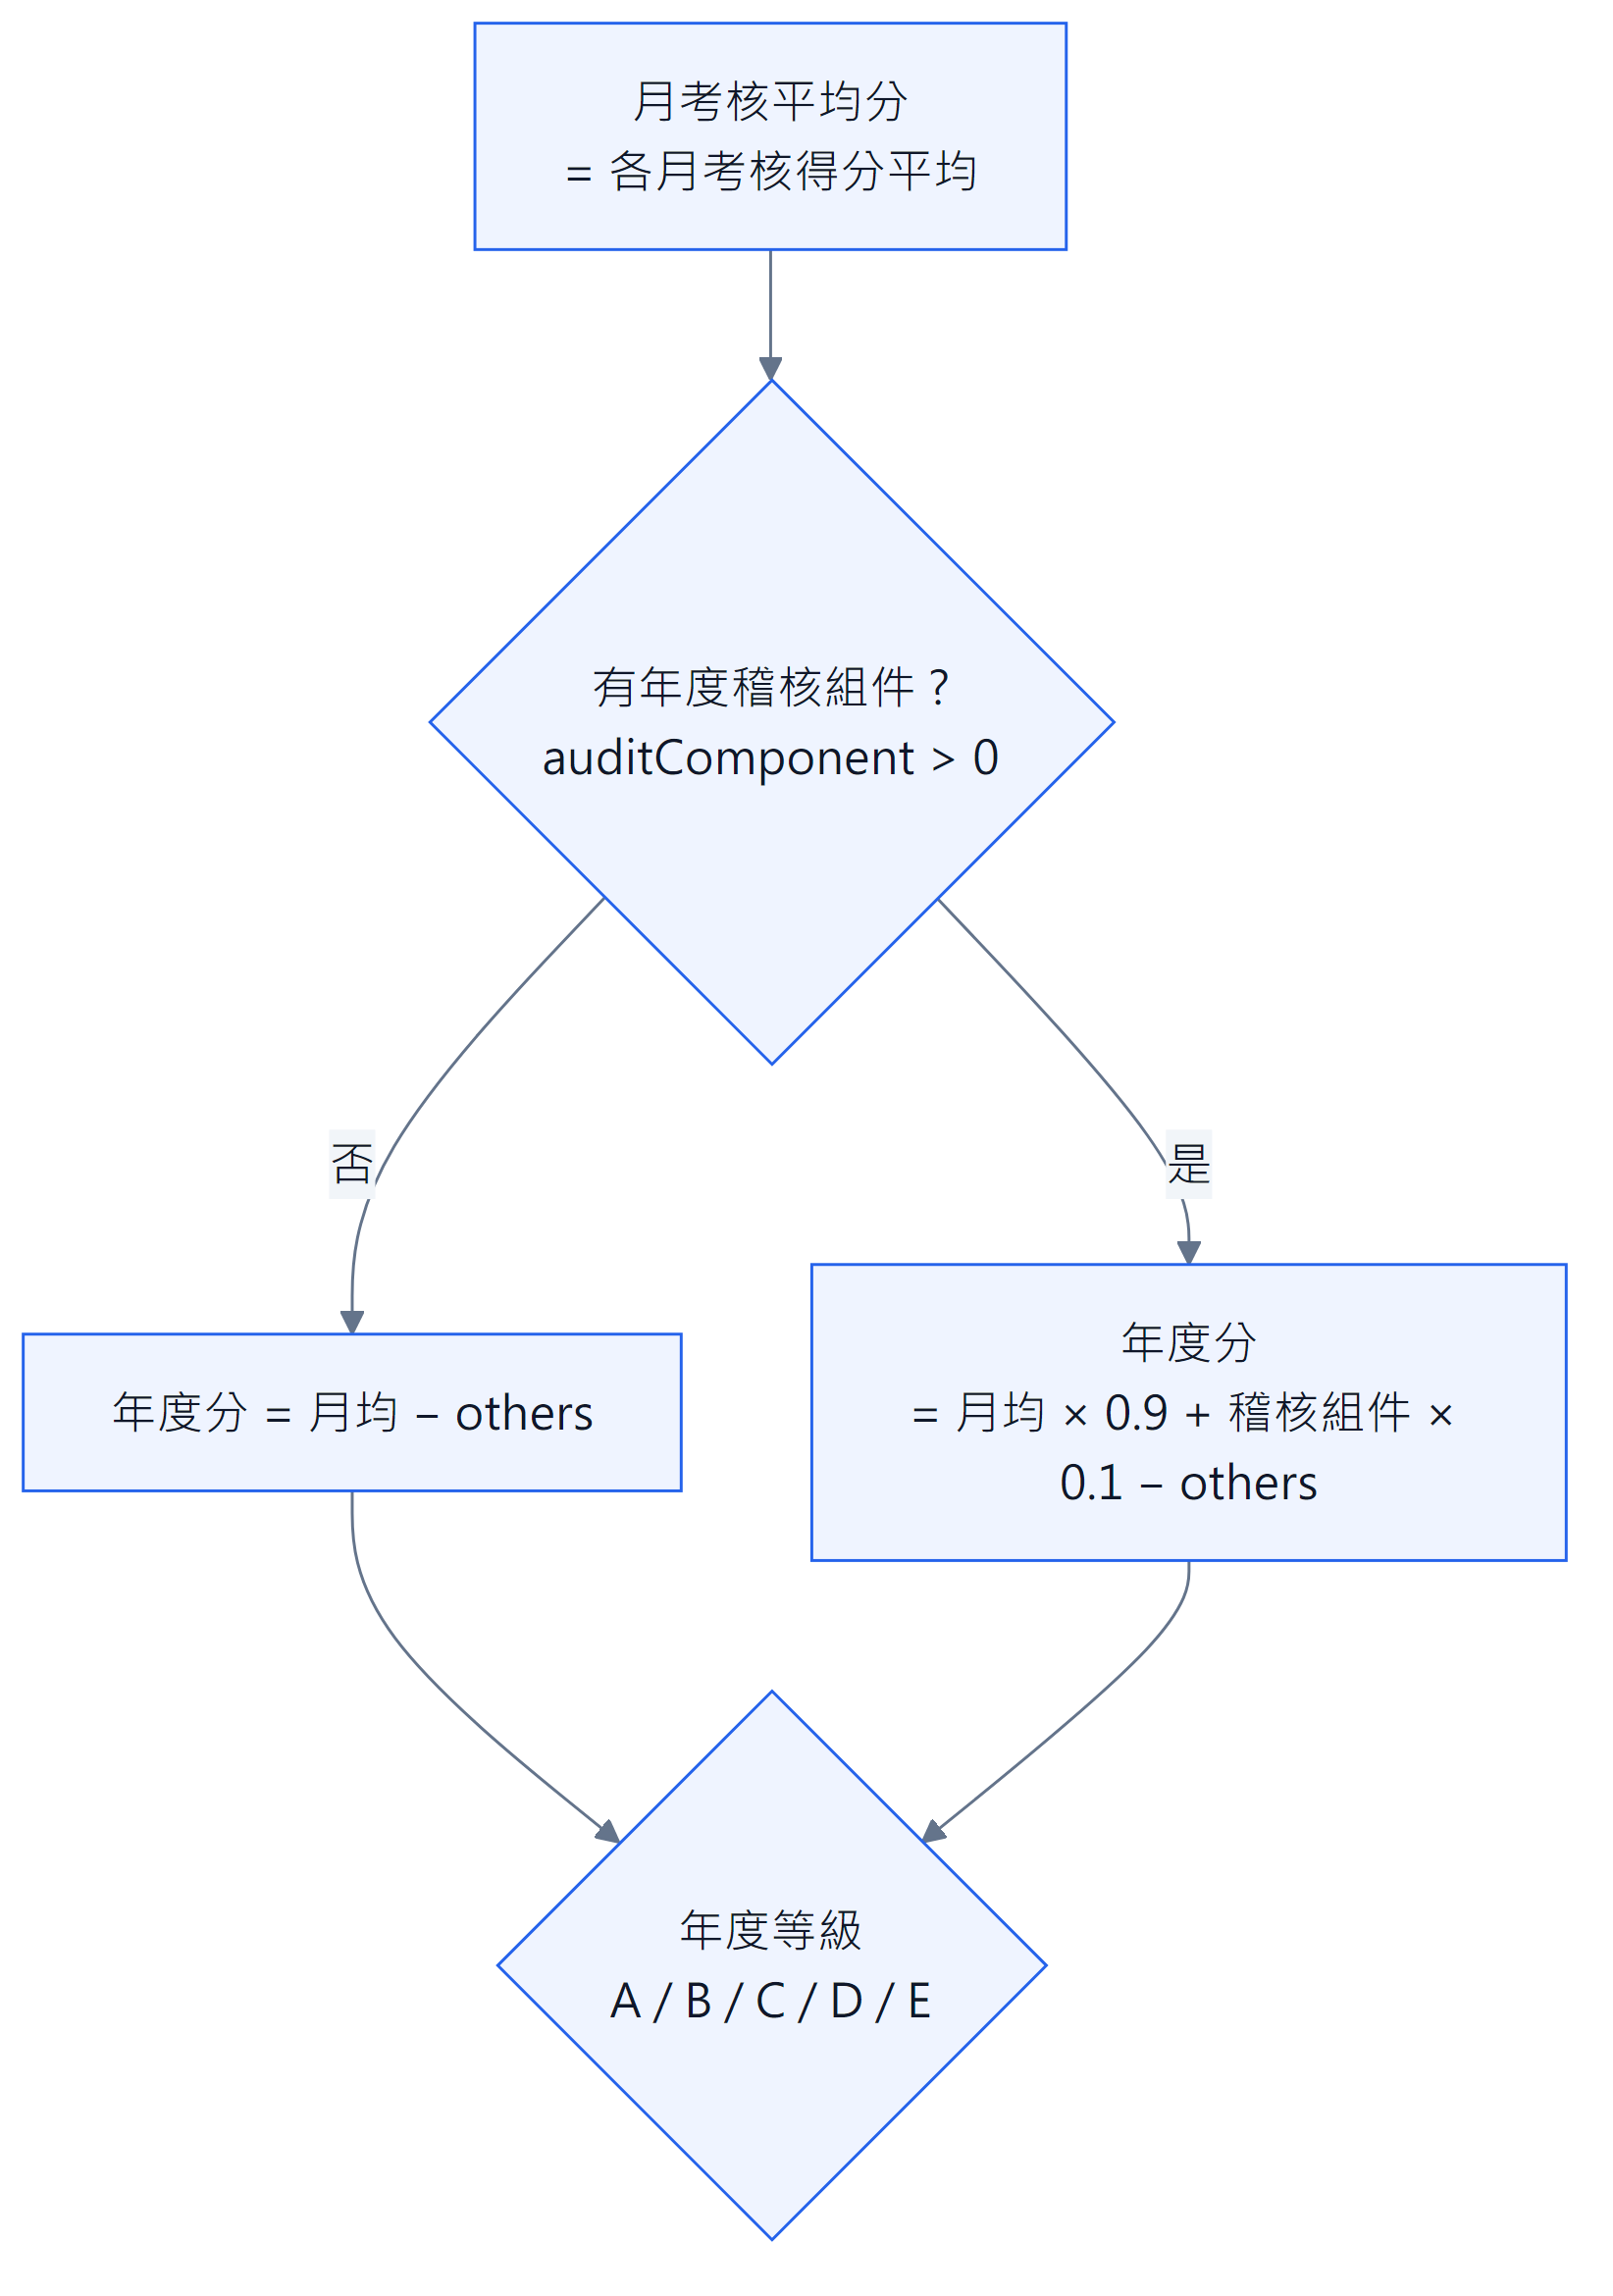 月考核平均分
= 各月考核得分平均
有年度稽核組件？
auditComponent > 0
否
是
年度分 = 月均 − others
年度分
= 月均 × 0.9 + 稽核組件 ×
0.1 − others
年度等級
A / B / C / D / E